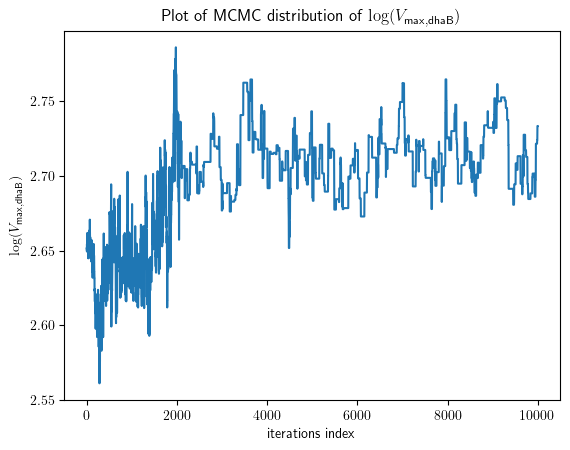 Plot of MCMC distribution of log(V_max,dhaB)
log(V_max,dhaB)
2.75
2.70
2.65
2.60
2.55
0 2000 4000 6000 8000 10000
iterations index